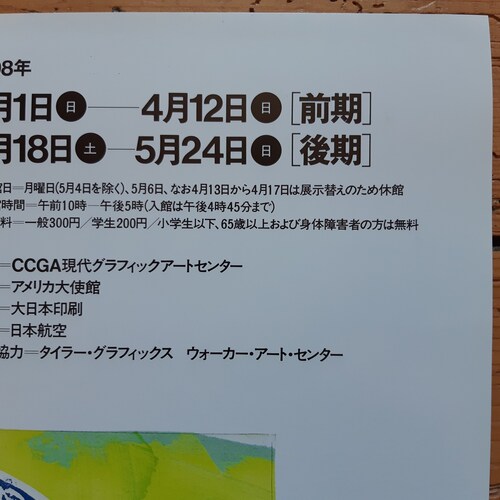 98年
月1日(日)—4月12日(日)[前期]
月18日(土)—5月24日(日)[後期]
日=月曜日(5月4日を除く)、5月6日、なお4月13日から4月17日は展示替えのため休館
時間=午前10時—午後5時(入館は午後4時45分まで)
料=一般300円/学生200円/小学生以下、65歳以上および身体障害者の方は無料
=CCGA現代グラフィックアートセンター
=アメリカ大使館
=大日本印刷
=日本航空
協力=タイラー・グラフィックス ウォーカー・アート・センター